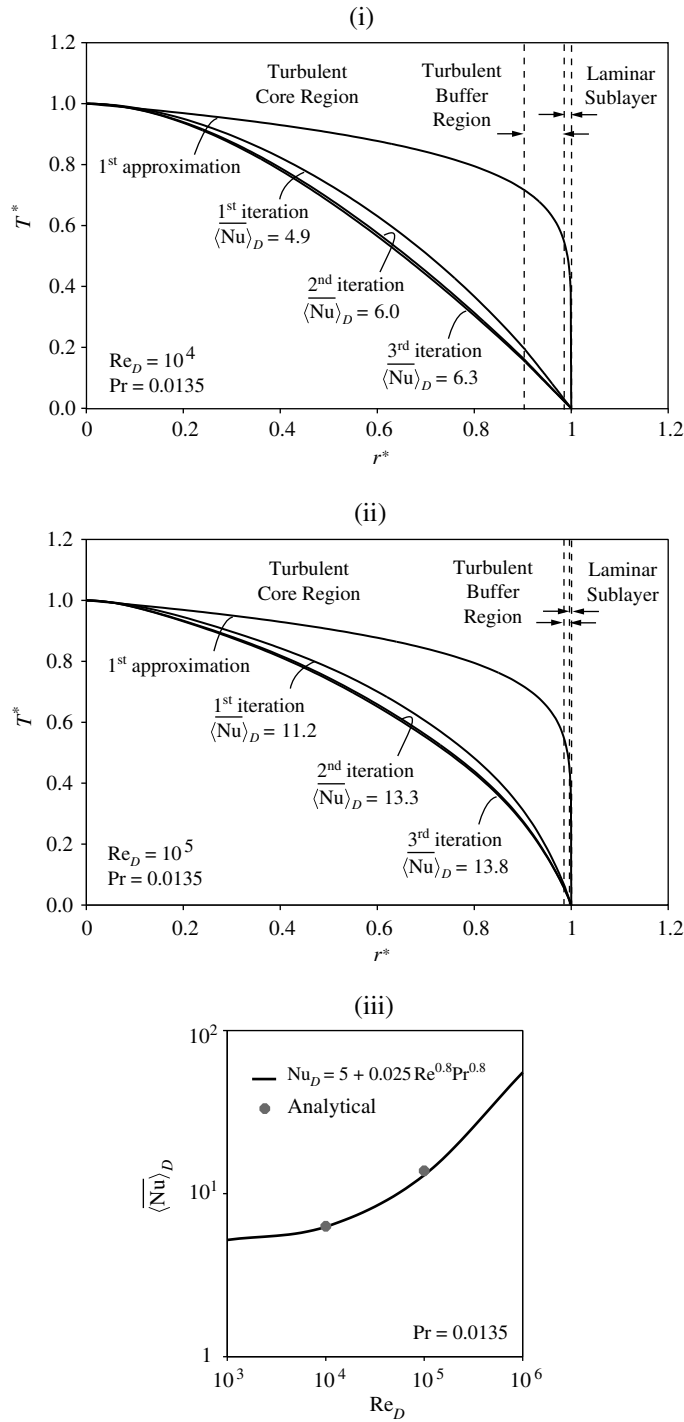 (i)
1.2
1.0
0.8
0.6
0.4
0.2
0.0
T*
Turbulent
Core Region
Turbulent
Buffer
Region
Laminar
Sublayer
1st approximation
1st iteration
⟨Nu⟩D = 4.9
2nd iteration
⟨Nu⟩D = 6.0
3rd iteration
⟨Nu⟩D = 6.3
ReD = 10^4
Pr = 0.0135
0 0.2 0.4 0.6 0.8 1 1.2
r*
(ii)
1.2
1.0
0.8
0.6
0.4
0.2
0.0
T*
Turbulent
Core Region
Turbulent
Buffer
Region
Laminar
Sublayer
1st approximation
1st iteration
⟨Nu⟩D = 11.2
2nd iteration
⟨Nu⟩D = 13.3
3rd iteration
⟨Nu⟩D = 13.8
ReD = 10^5
Pr = 0.0135
0 0.2 0.4 0.6 0.8 1 1.2
r*
(iii)
10^2
10^1
1
⟨Nu⟩D
NuD = 5 + 0.025 Re^0.8 Pr^0.8
Analytical
Pr = 0.0135
10^3 10^4 10^5 10^6
ReD